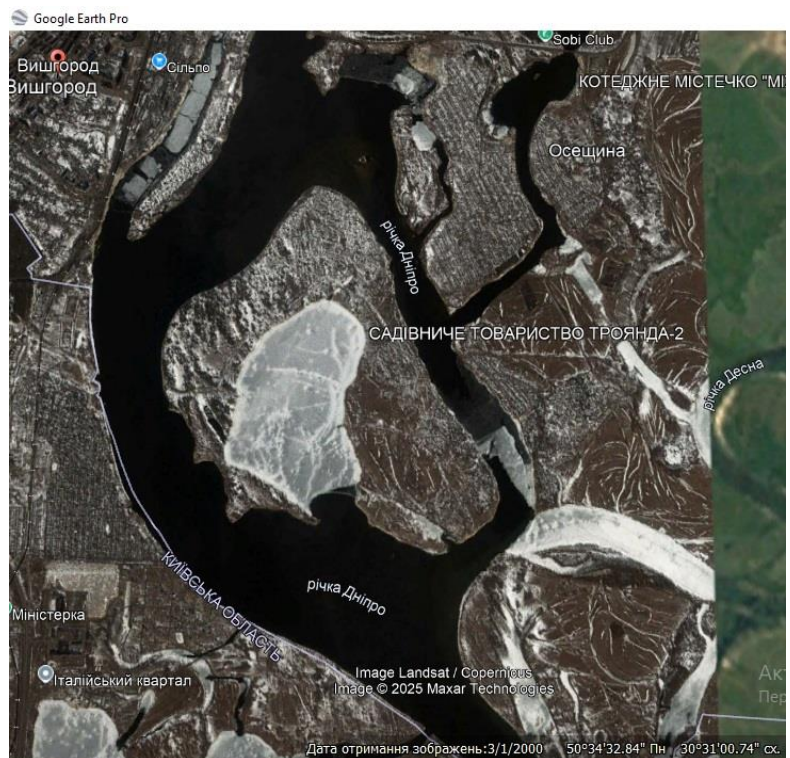 Google Earth Pro
Sobi Club
Вишгород
Вишгород
Сільпо
КОТЕДЖНЕ МІСТЕЧКО "МІ
Осещина
річка Дніпро
САДІВНИЧЕ ТОВАРИСТВО ТРОЯНДА-2
річка Десна
КИЇВСЬКА ОБЛАСТЬ
річка Дніпро
Міністерка
Італійський квартал
Image Landsat / Copernicus
Image © 2025 Maxar Technologies
Ак
Пер
Дата отримання зображень:3/1/2000 50°34'32.84" Пн 30°31'00.74" сх.